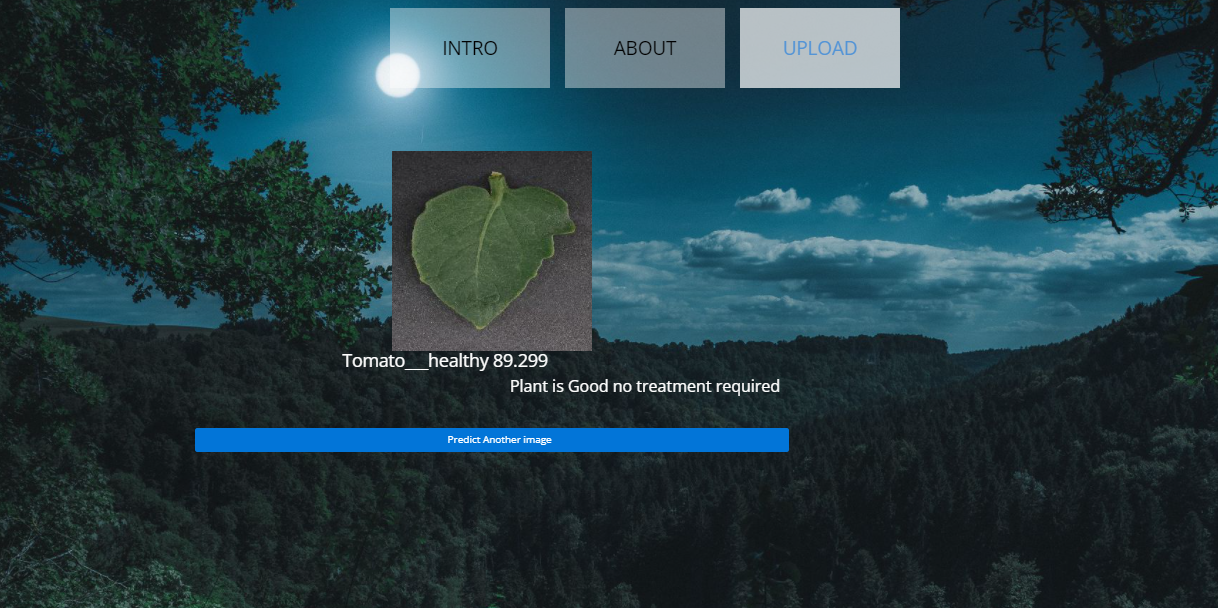 INTRO ABOUT UPLOAD
Tomato___healthy 89.299
Plant is Good no treatment required
Predict Another image